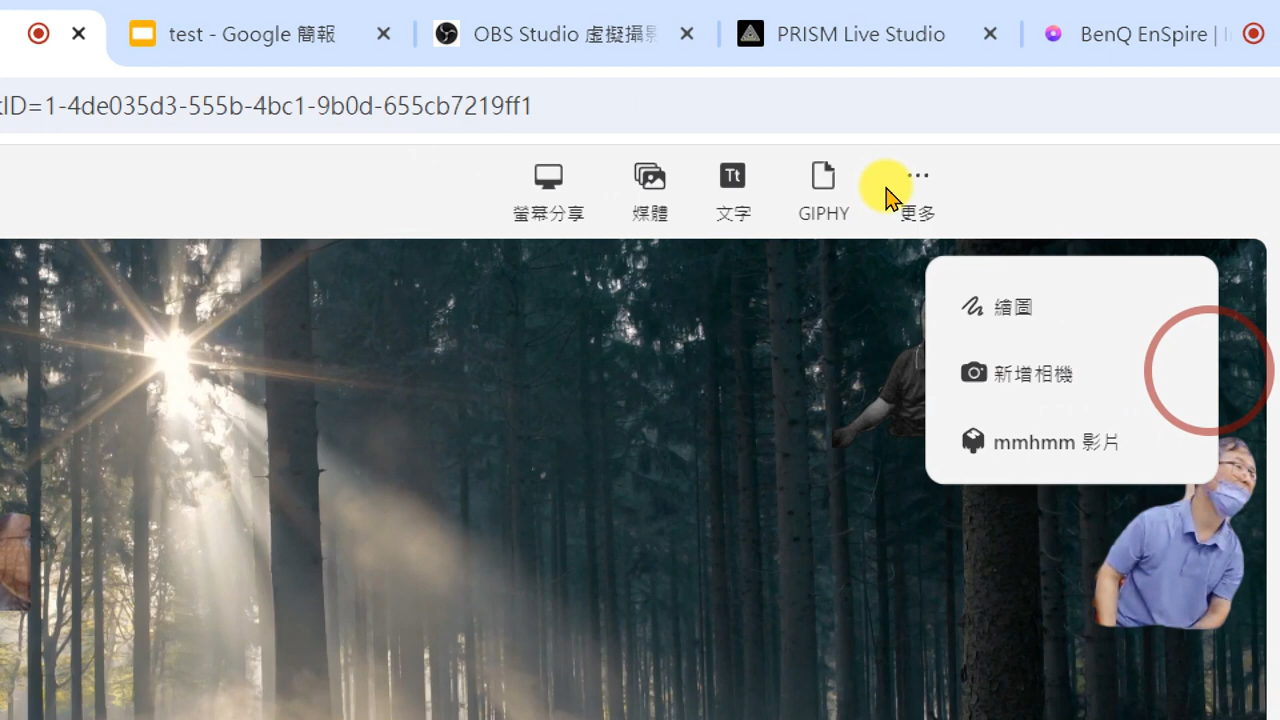 test - Google 簡報
OBS Studio 虛擬攝影
PRISM Live Studio
BenQ EnSpire |
ID=1-4de035d3-555b-4bc1-9b0d-655cb7219ff1
螢幕分享
媒體
Tt
文字
GIPHY
更多
繪圖
新增相機
mmhmm 影片